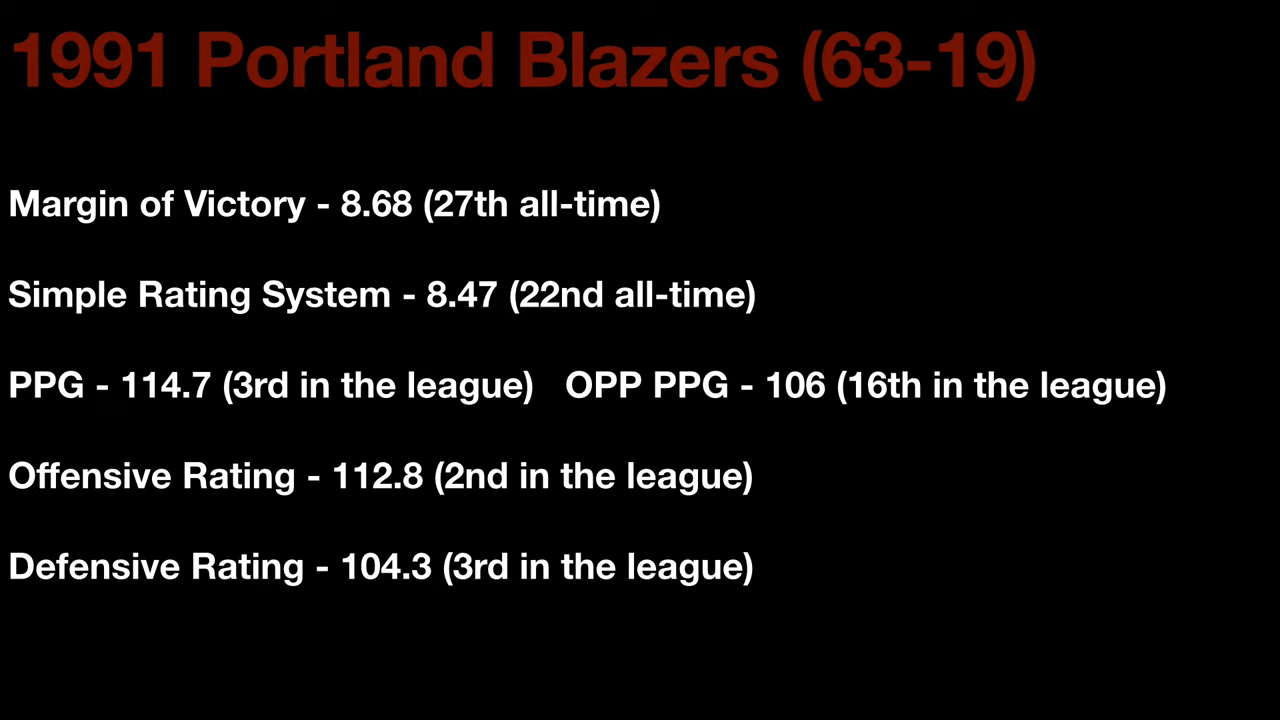 1991 Portland Blazers (63-19)
Margin of Victory - 8.68 (27th all-time)
Simple Rating System - 8.47 (22nd all-time)
PPG - 114.7 (3rd in the league) OPP PPG - 106 (16th in the league)
Offensive Rating - 112.8 (2nd in the league)
Defensive Rating - 104.3 (3rd in the league)